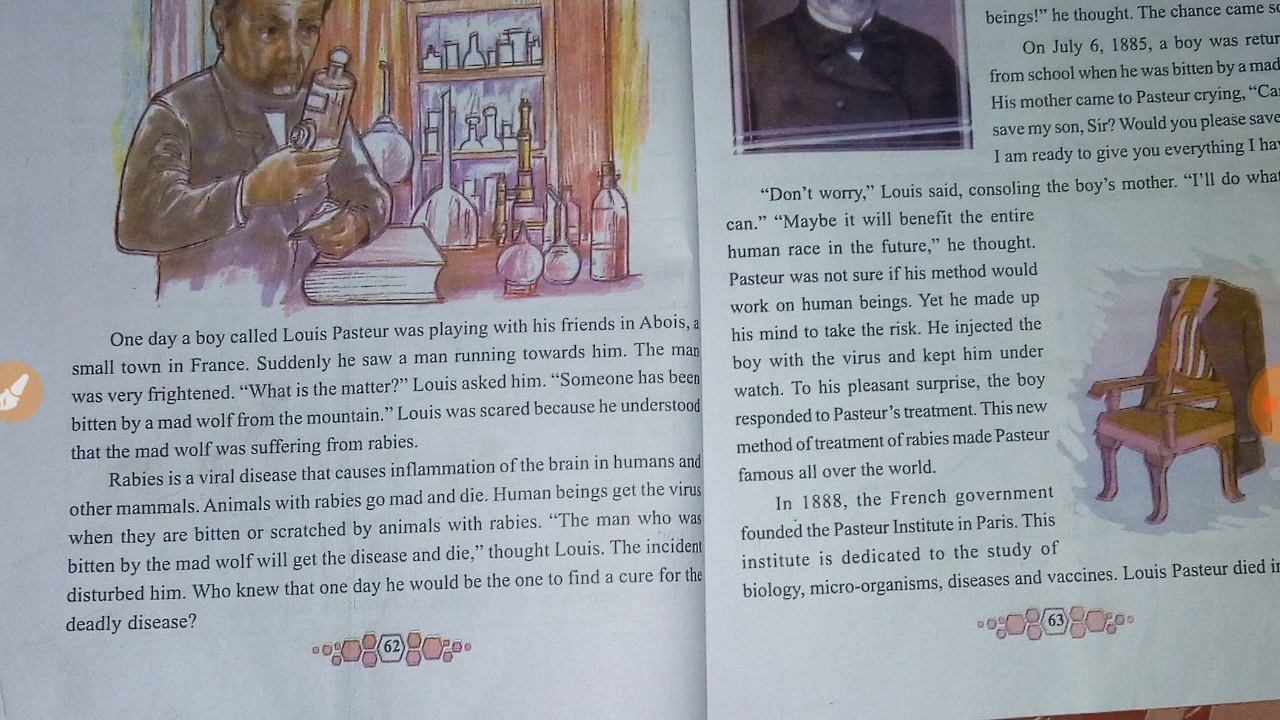 One day a boy called Louis Pasteur was playing with his friends in Abois, a
small town in France. Suddenly he saw a man running towards him. The man
was very frightened. “What is the matter?” Louis asked him. “Someone has been
bitten by a mad wolf from the mountain.” Louis was scared because he understood
that the mad wolf was suffering from rabies.
Rabies is a viral disease that causes inflammation of the brain in humans and
other mammals. Animals with rabies go mad and die. Human beings get the virus
when they are bitten or scratched by animals with rabies. “The man who was
bitten by the mad wolf will get the disease and die,” thought Louis. The incident
disturbed him. Who knew that one day he would be the one to find a cure for the
deadly disease?
62
beings!” he thought. The chance came
On July 6, 1885, a boy was
from school when he was bitten by a mad
His mother came to Pasteur crying,
save my son, Sir? Would you please save
I am ready to give you everything I
“Don’t worry,” Louis said, consoling the boy’s mother. “I’ll do
can.” “Maybe it will benefit the entire
human race in the future,” he thought.
Pasteur was not sure if his method would
work on human beings. Yet he made up
his mind to take the risk. He injected the
boy with the virus and kept him under
watch. To his pleasant surprise, the boy
responded to Pasteur’s treatment. This new
method of treatment of rabies made Pasteur
famous all over the world.
In 1888, the French government
founded the Pasteur Institute in Paris. This
institute is dedicated to the study of
biology, micro-organisms, diseases and vaccines. Louis Pasteur died in
63